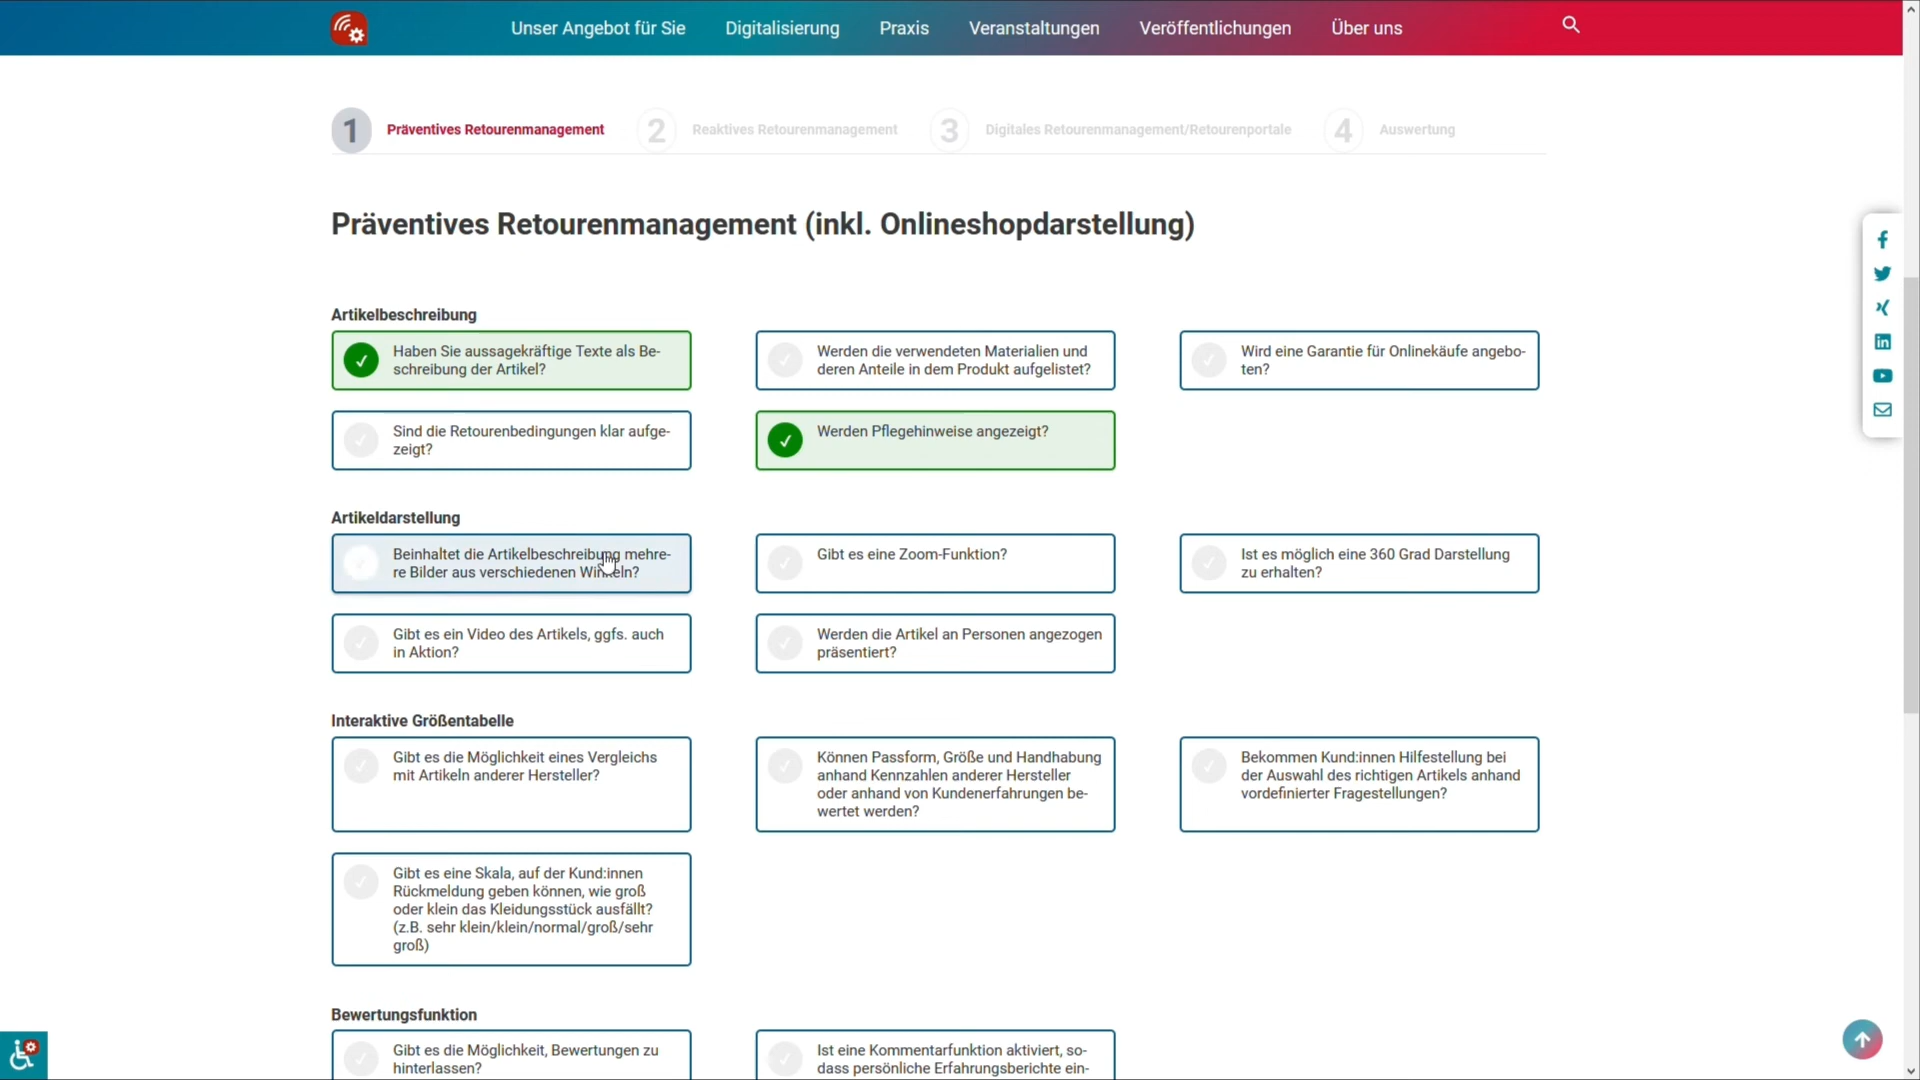 Unser Angebot für Sie Digitalisierung Praxis Veranstaltungen Veröffentlichungen Über uns
1 Präventives Retourenmanagement 2 Reaktives Retourenmanagement 3 Digitales Retourenmanagement/Retourenportale 4 Auswertung
Präventives Retourenmanagement (inkl. Onlineshopdarstellung)
Artikelbeschreibung
Haben Sie aussagekräftige Texte als Be-
schreibung der Artikel?
Werden die verwendeten Materialien und
deren Anteile in dem Produkt aufgelistet?
Wird eine Garantie für Onlinekäufe angebo-
ten?
Sind die Retourenbedingungen klar aufge-
zeigt?
Werden Pflegehinweise angezeigt?
Artikeldarstellung
Beinhaltet die Artikelbeschreibung mehre-
re Bilder aus verschiedenen Winkeln?
Gibt es eine Zoom-Funktion?
Ist es möglich eine 360 Grad Darstellung
zu erhalten?
Gibt es ein Video des Artikels, ggfs. auch
in Aktion?
Werden die Artikel an Personen angezogen
präsentiert?
Interaktive Größentabelle
Gibt es die Möglichkeit eines Vergleichs
mit Artikeln anderer Hersteller?
Können Passform, Größe und Handhabung
anhand Kennzahlen anderer Hersteller
oder anhand von Kundenerfahrungen be-
wertet werden?
Bekommen Kund:innen Hilfestellung bei
der Auswahl des richtigen Artikels anhand
vordefinierter Fragestellungen?
Gibt es eine Skala, auf der Kund:innen
Rückmeldung geben können, wie groß
oder klein das Kleidungsstück ausfällt?
(z.B. sehr klein/klein/normal/groß/sehr
groß)
Bewertungsfunktion
Gibt es die Möglichkeit, Bewertungen zu
hinterlassen?
Ist eine Kommentarfunktion aktiviert, so-
dass persönliche Erfahrungsberichte ein-